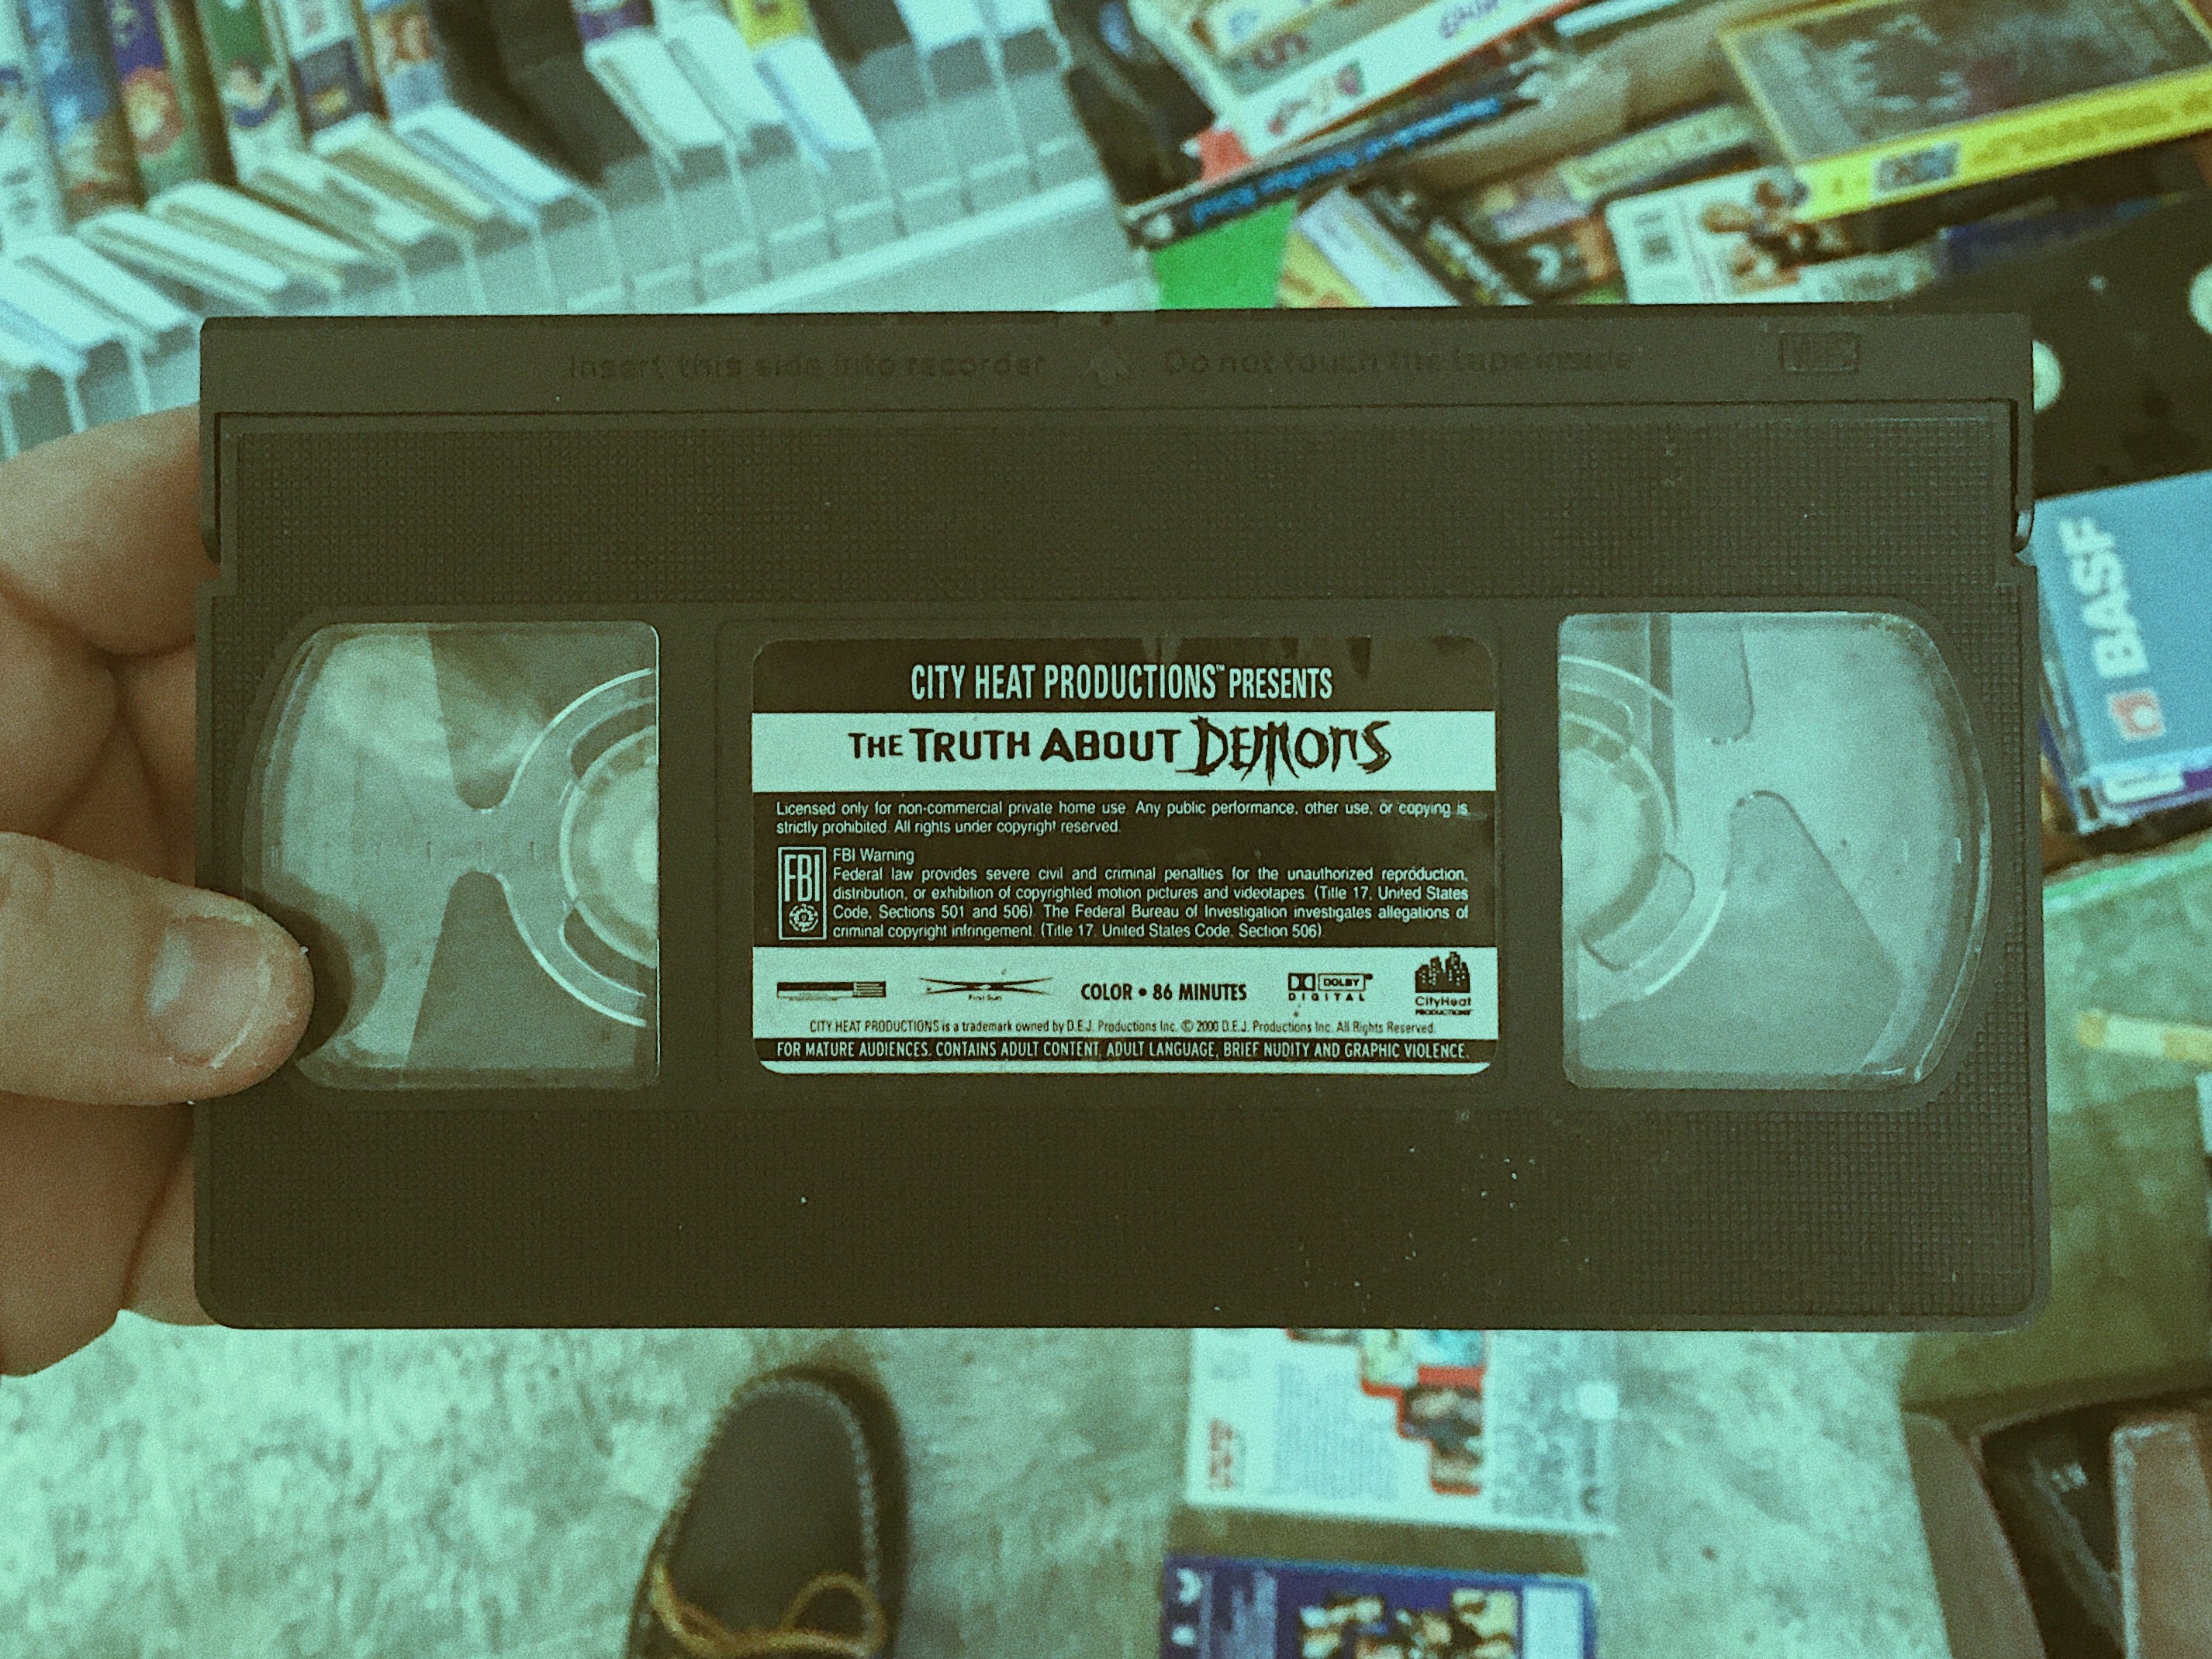 Insert this side into recorder Do not touch the tape inside
VHS
CITY HEAT PRODUCTIONS™ PRESENTS
THE TRUTH ABOUT DEMONS
Licensed only for non-commercial private home use. Any public performance, other use, or copying is
strictly prohibited. All rights under copyright reserved.
FBI
FBI Warning
Federal law provides severe civil and criminal penalties for the unauthorized reproduction,
distribution, or exhibition of copyrighted motion pictures and videotapes. (Title 17, United States
Code, Sections 501 and 506). The Federal Bureau of Investigation investigates allegations of
criminal copyright infringement. (Title 17, United States Code, Section 506).
First Sun
COLOR • 86 MINUTES
DOLBY
DIGITAL
CityHeat
PRODUCTIONS
CITY HEAT PRODUCTIONS is a trademark owned by D.E.J. Productions Inc. © 2000 D.E.J. Productions Inc. All Rights Reserved.
FOR MATURE AUDIENCES. CONTAINS ADULT CONTENT, ADULT LANGUAGE, BRIEF NUDITY AND GRAPHIC VIOLENCE.
BASF